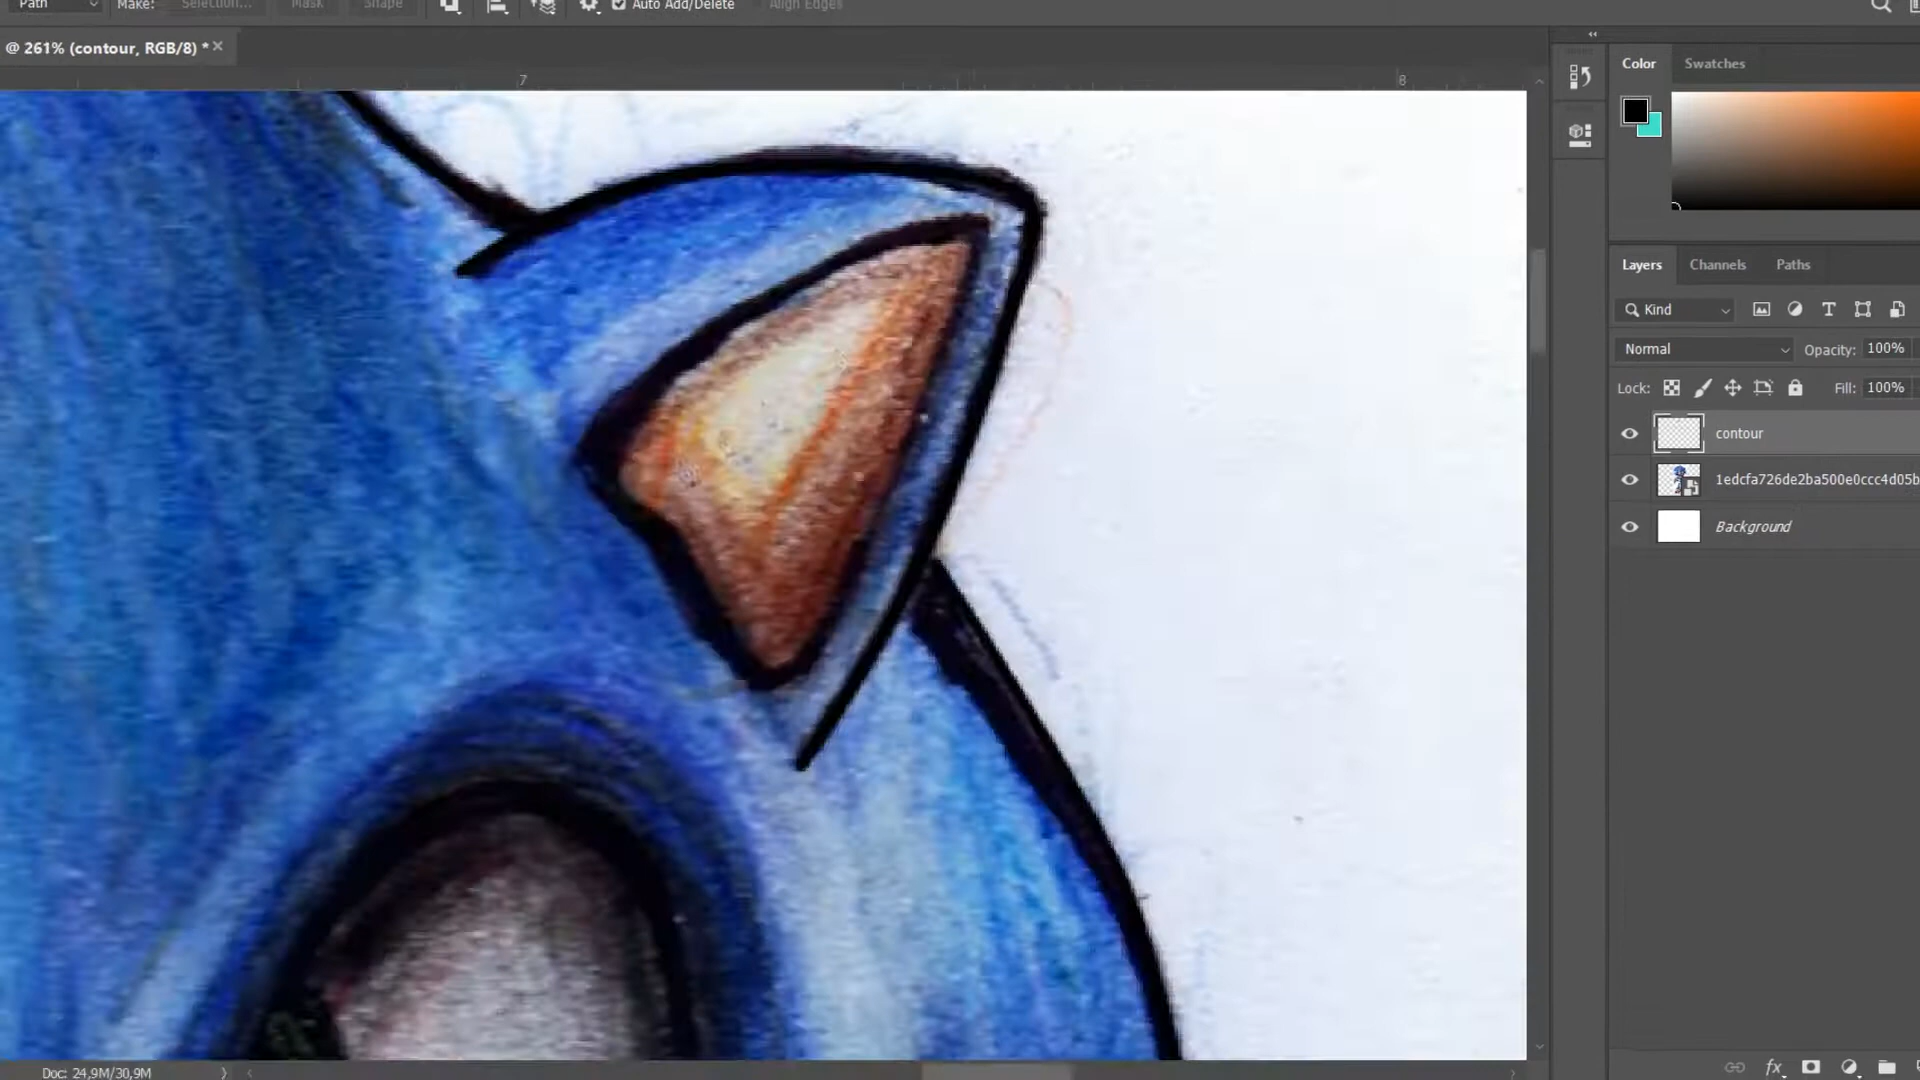 Path Make: Selection... Mask Shape Auto Add/Delete Align Edges
@ 261% (contour, RGB/8) *
7 8
Color Swatches
Layers Channels Paths
Kind
Normal Opacity: 100%
Lock: Fill: 100%
contour
1edcfa726de2ba500e0ccc4d05b
Background
fx
Doc: 24,9M/30,9M